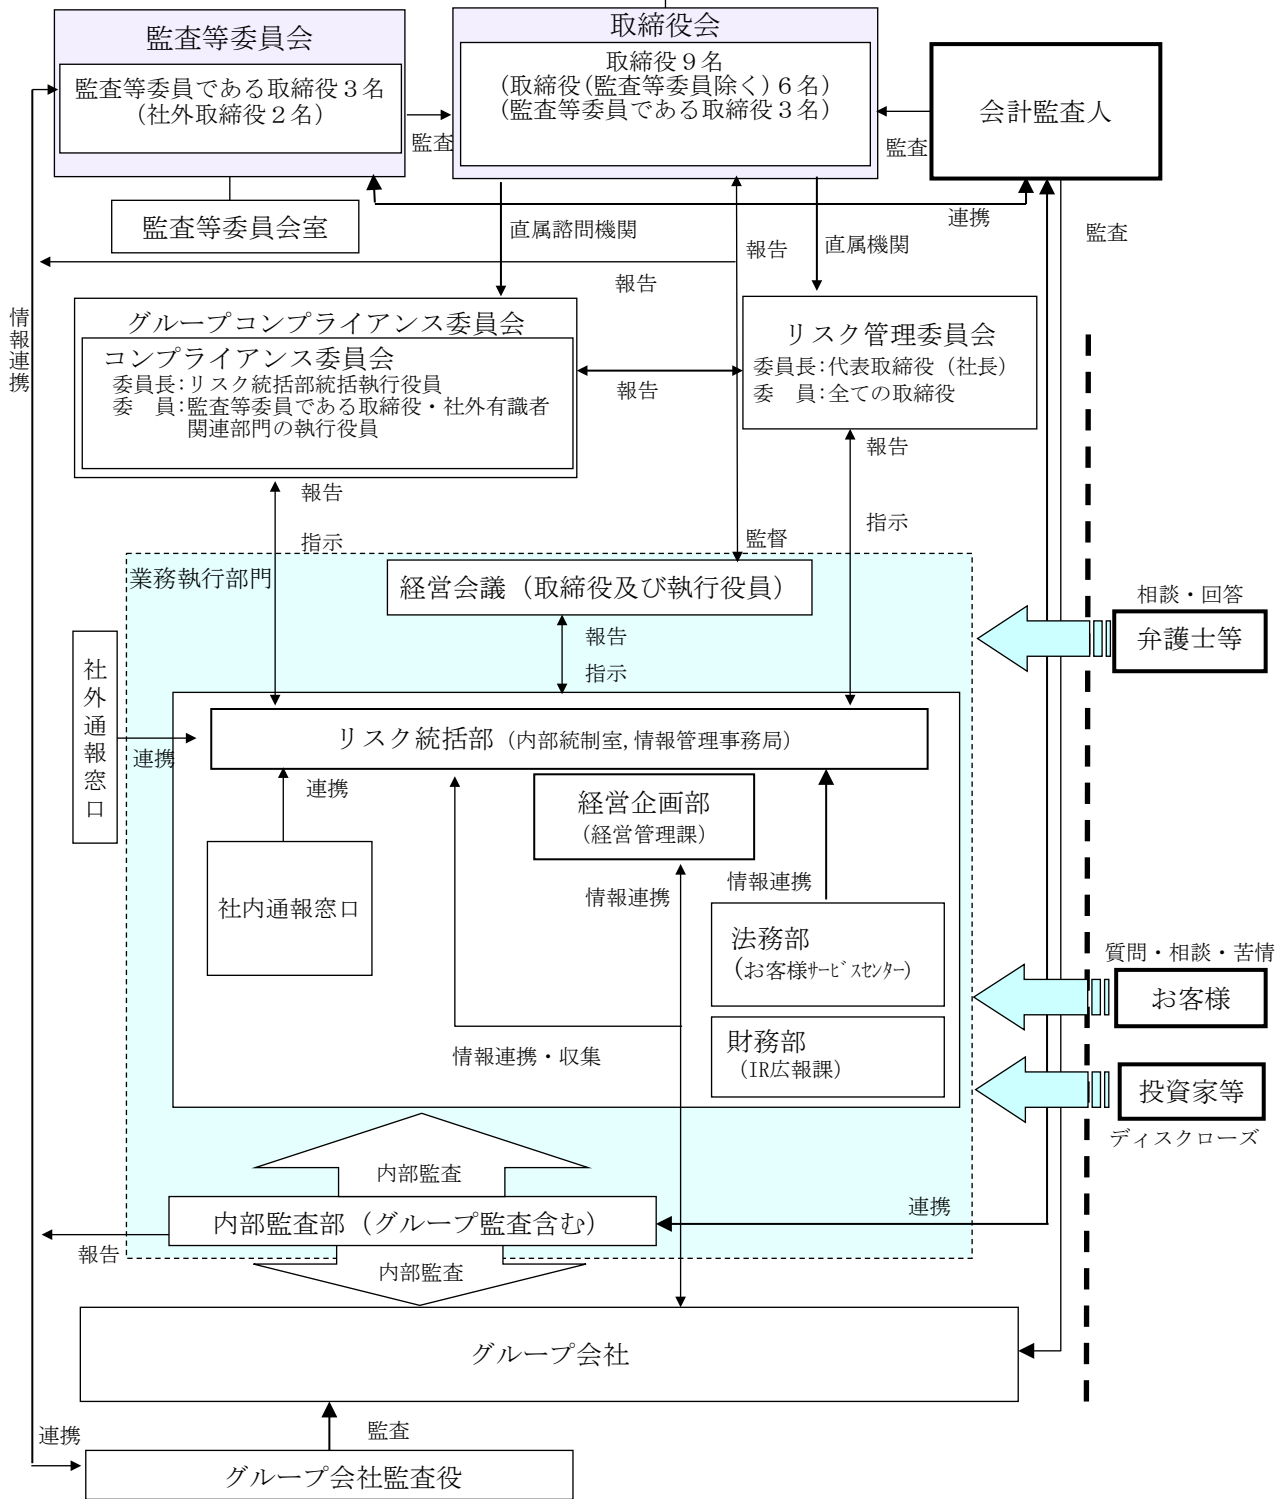 監査等委員会
監査等委員である取締役３名
(社外取締役２名)
監査
取締役会
取締役９名
(取締役(監査等委員除く)６名)
(監査等委員である取締役３名)
監査
会計監査人
監査等委員会室
直属諮問機関
報告
直属機関
連携
監査
報告
情報連携
グループコンプライアンス委員会
コンプライアンス委員会
委員長:リスク統括部統括執行役員
委　員:監査等委員である取締役・社外有識者
関連部門の執行役員
報告
リスク管理委員会
委員長:代表取締役（社長）
委　員:全ての取締役
報告
指示
報告
指示
監督
業務執行部門
経営会議（取締役及び執行役員）
報告
指示
相談・回答
弁護士等
社外通報窓口
連携
リスク統括部（内部統制室,情報管理事務局）
連携
経営企画部
（経営管理課）
社内通報窓口
情報連携
情報連携
法務部
(お客様ｻｰﾋﾞｽｾﾝﾀｰ)
質問・相談・苦情
お客様
情報連携・収集
財務部
（IR広報課）
投資家等
ディスクローズ
内部監査
内部監査部（グループ監査含む）
連携
報告
内部監査
グループ会社
連携
監査
グループ会社監査役